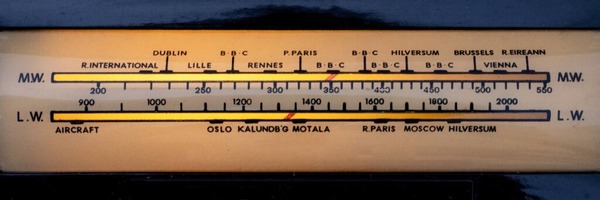 DUBLIN B·B·C P.PARIS B·B·C HILVERSUM BRUSSELS R.EIREANN
R.INTERNATIONAL LILLE RENNES B·B·C B·B·C B·B·C VIENNA
M.W. M.W.
200 250 300 350 400 450 500 550
900 1000 1200 1400 1600 1800 2000
L.W. L.W.
AIRCRAFT OSLO KALUNDB'G MOTALA R.PARIS MOSCOW HILVERSUM